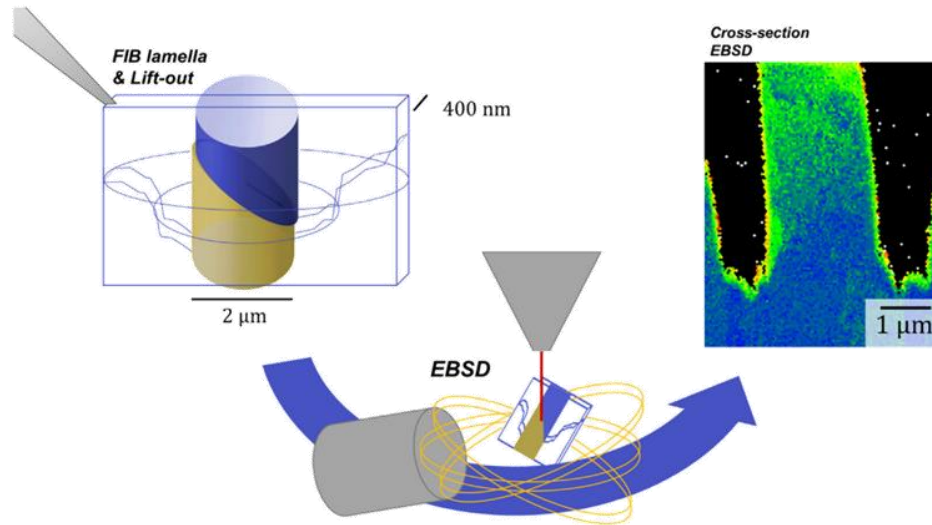 FIB lamella
& Lift-out
400 nm
2 μm
EBSD
Cross-section
EBSD
1 μm